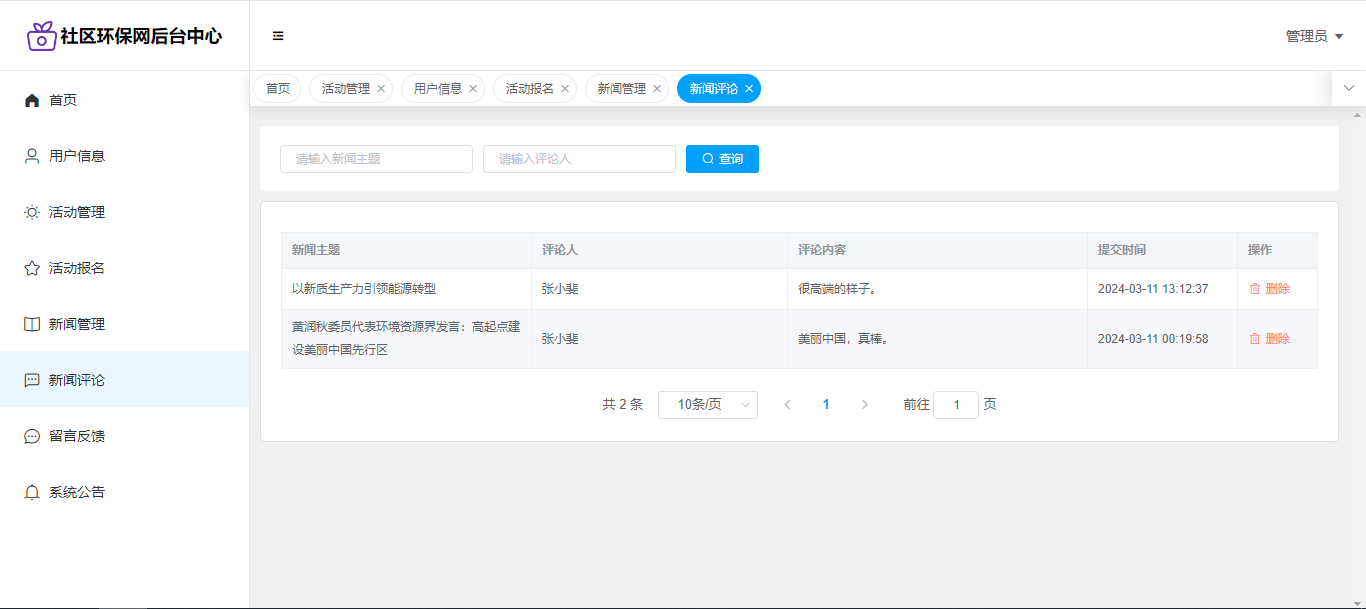 社区环保网后台中心
管理员
首页
用户信息
活动管理
活动报名
新闻管理
新闻评论
留言反馈
系统公告
首页 活动管理 用户信息 活动报名 新闻管理 新闻评论
请输入新闻主题 请输入评论人 查询
新闻主题 评论人 评论内容 提交时间 操作
以新质生产力引领能源转型 张小斐 很高端的样子。 2024-03-11 13:12:37 删除
黄润秋委员代表环境资源界发言：高起点建
设美丽中国先行区 张小斐 美丽中国，真棒。 2024-03-11 00:19:58 删除
共 2 条 10条/页 1 前往 1 页